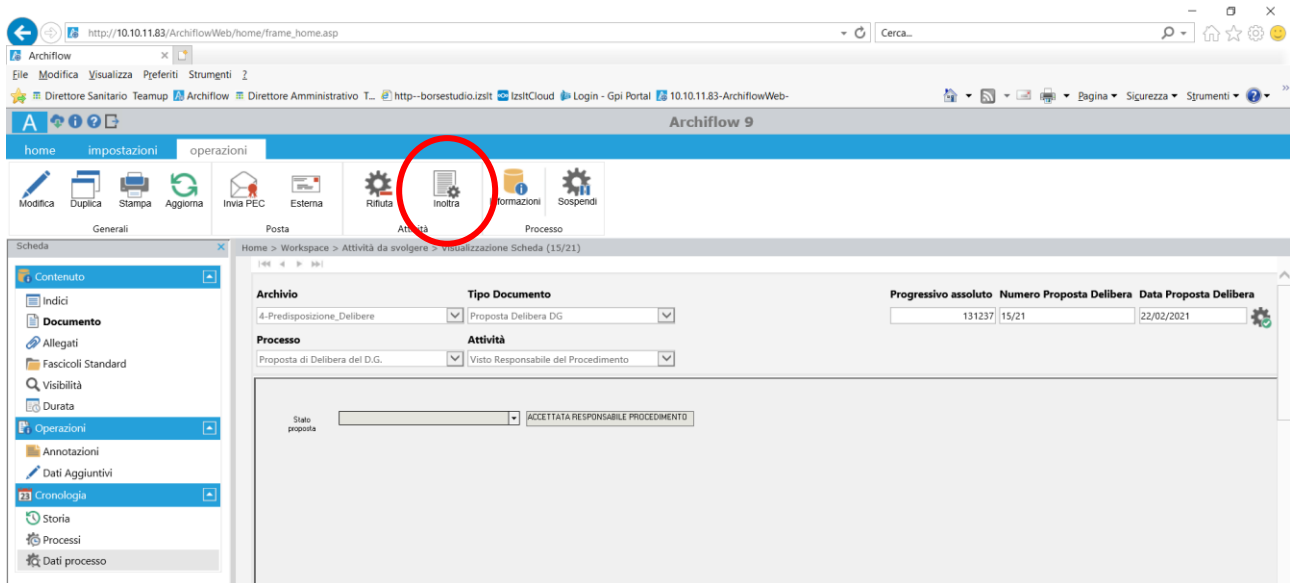 http://10.10.11.83/ArchiflowWeb/home/frame_home.asp
Cerca...
Archiflow
File Modifica Visualizza Preferiti Strumenti ?
Direttore Sanitario Teamup Archiflow Direttore Amministrativo T... http--borsestudio.izslt IzsltCloud Login - Gpi Portal 10.10.11.83-ArchiflowWeb- Pagina Sicurezza Strumenti
A Archiflow 9
home impostazioni operazioni
Modifica Duplica Stampa Aggiorna Invia PEC Esterna Rifiuta Inoltra Informazioni Sospendi
Generali Posta Attività Processo
Scheda
Home > Workspace > Attività da svolgere > Visualizzazione Scheda (15/21)
Contenuto
Indici
Documento
Allegati
Fascicoli Standard
Visibilità
Durata
Operazioni
Annotazioni
Dati Aggiuntivi
23 Cronologia
Storia
Processi
Dati processo
Archivio Tipo Documento Progressivo assoluto Numero Proposta Delibera Data Proposta Delibera
4-Predisposizione_Delibere Proposta Delibera DG 131237 15/21 22/02/2021
Processo Attività
Proposta di Delibera del D.G. Visto Responsabile del Procedimento
Stato
proposta
ACCETTATA RESPONSABILE PROCEDIMENTO